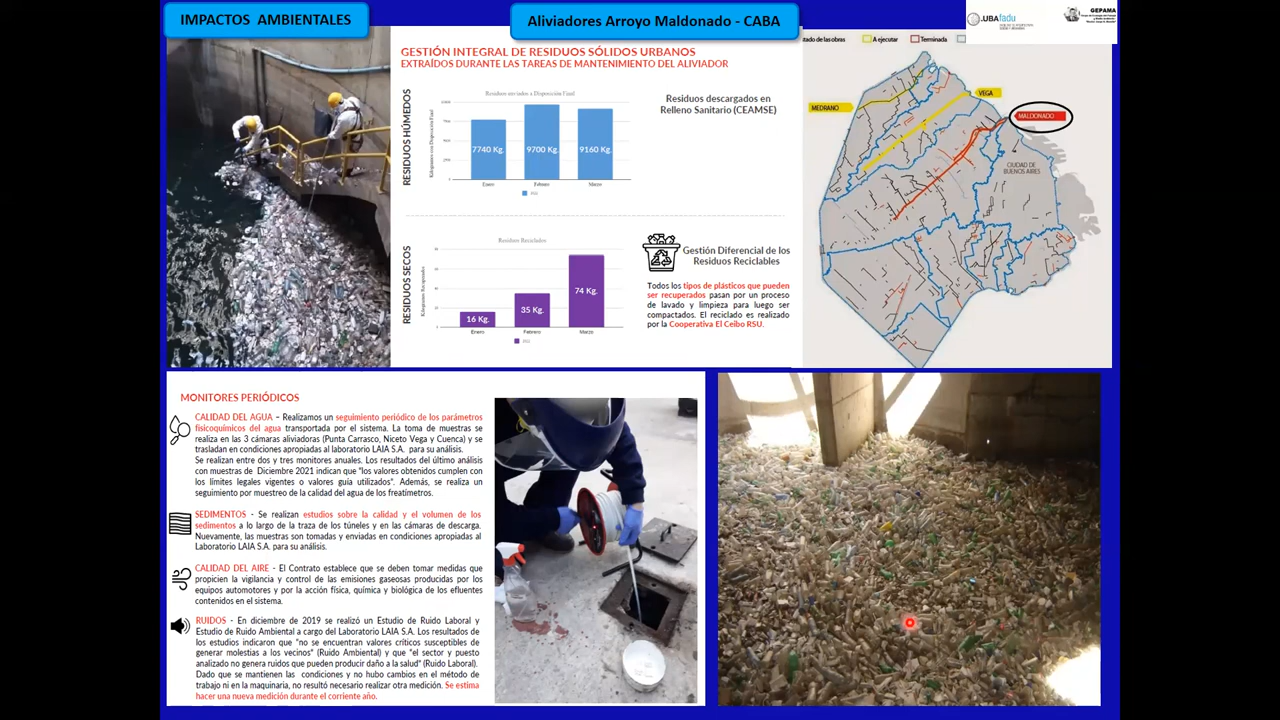 IMPACTOS AMBIENTALES
Aliviadores Arroyo Maldonado - CABA
.UBAfadu
GEPAMA
GESTIÓN INTEGRAL DE RESIDUOS SÓLIDOS URBANOS
EXTRAÍDOS DURANTE LAS TAREAS DE MANTENIMIENTO DEL ALIVIADOR
RESIDUOS HÚMEDOS
Residuos enviados a Disposición Final
7740 Kg.
9700 Kg.
9160 Kg.
Enero
Febrero
Marzo
Residuos descargados en
Relleno Sanitario (CEAMSE)
RESIDUOS SECOS
Residuos Reciclados
Kilogramos Recuperados
16 Kg.
35 Kg.
74 Kg.
Enero
Febrero
Marzo
Gestión Diferencial de los
Residuos Reciclables
Todos los tipos de plásticos que pueden
ser recuperados pasan por un proceso
de lavado y limpieza para luego ser
compactados. El reciclado es realizado
por la Cooperativa El Ceibo RSU.
tado de las obras
A ejecutar
Terminada
MEDRANO
VEGA
MALDONADO
CIUDAD DE
BUENOS AIRES
MONITORES PERIÓDICOS
CALIDAD DEL AGUA – Realizamos un seguimiento periódico de los parámetros
fisicoquímicos del agua transportada por el sistema. La toma de muestras se
realiza en las 3 cámaras aliviadoras (Punta Carrasco, Niceto Vega y Cuenca) y se
trasladan en condiciones apropiadas al laboratorio LAIA S.A. para su análisis.
Se realizan entre dos y tres monitores anuales. Los resultados del último análisis
con muestras de Diciembre 2021 indican que "los valores obtenidos cumplen con
los límites legales vigentes o valores guía utilizados". Además, se realiza un
seguimiento por muestreo de la calidad del agua de los freatímetros.
SEDIMENTOS - Se realizan estudios sobre la calidad y el volumen de los
sedimentos a lo largo de la traza de los túneles y en las cámaras de descarga.
Nuevamente, las muestras son tomadas y enviadas en condiciones apropiadas al
Laboratorio LAIA S.A. para su análisis.
CALIDAD DEL AIRE - El Contrato establece que se deben tomar medidas que
propicien la vigilancia y control de las emisiones gaseosas producidas por los
equipos automotores y por la acción física, química y biológica de los efluentes
contenidos en el sistema.
RUIDOS - En diciembre de 2019 se realizó un Estudio de Ruido Laboral y
Estudio de Ruido Ambiental a cargo del Laboratorio LAIA S.A. Los resultados de
los estudios indicaron que "no se encuentran valores críticos susceptibles de
generar molestias a los vecinos" (Ruido Ambiental) y que "el sector y puesto
analizado no genera ruidos que pueden producir daño a la salud" (Ruido Laboral).
Dado que se mantienen las condiciones y no hubo cambios en el método de
trabajo ni en la maquinaria, no resultó necesario realizar otra medición. Se estima
hacer una nueva medición durante el corriente año.